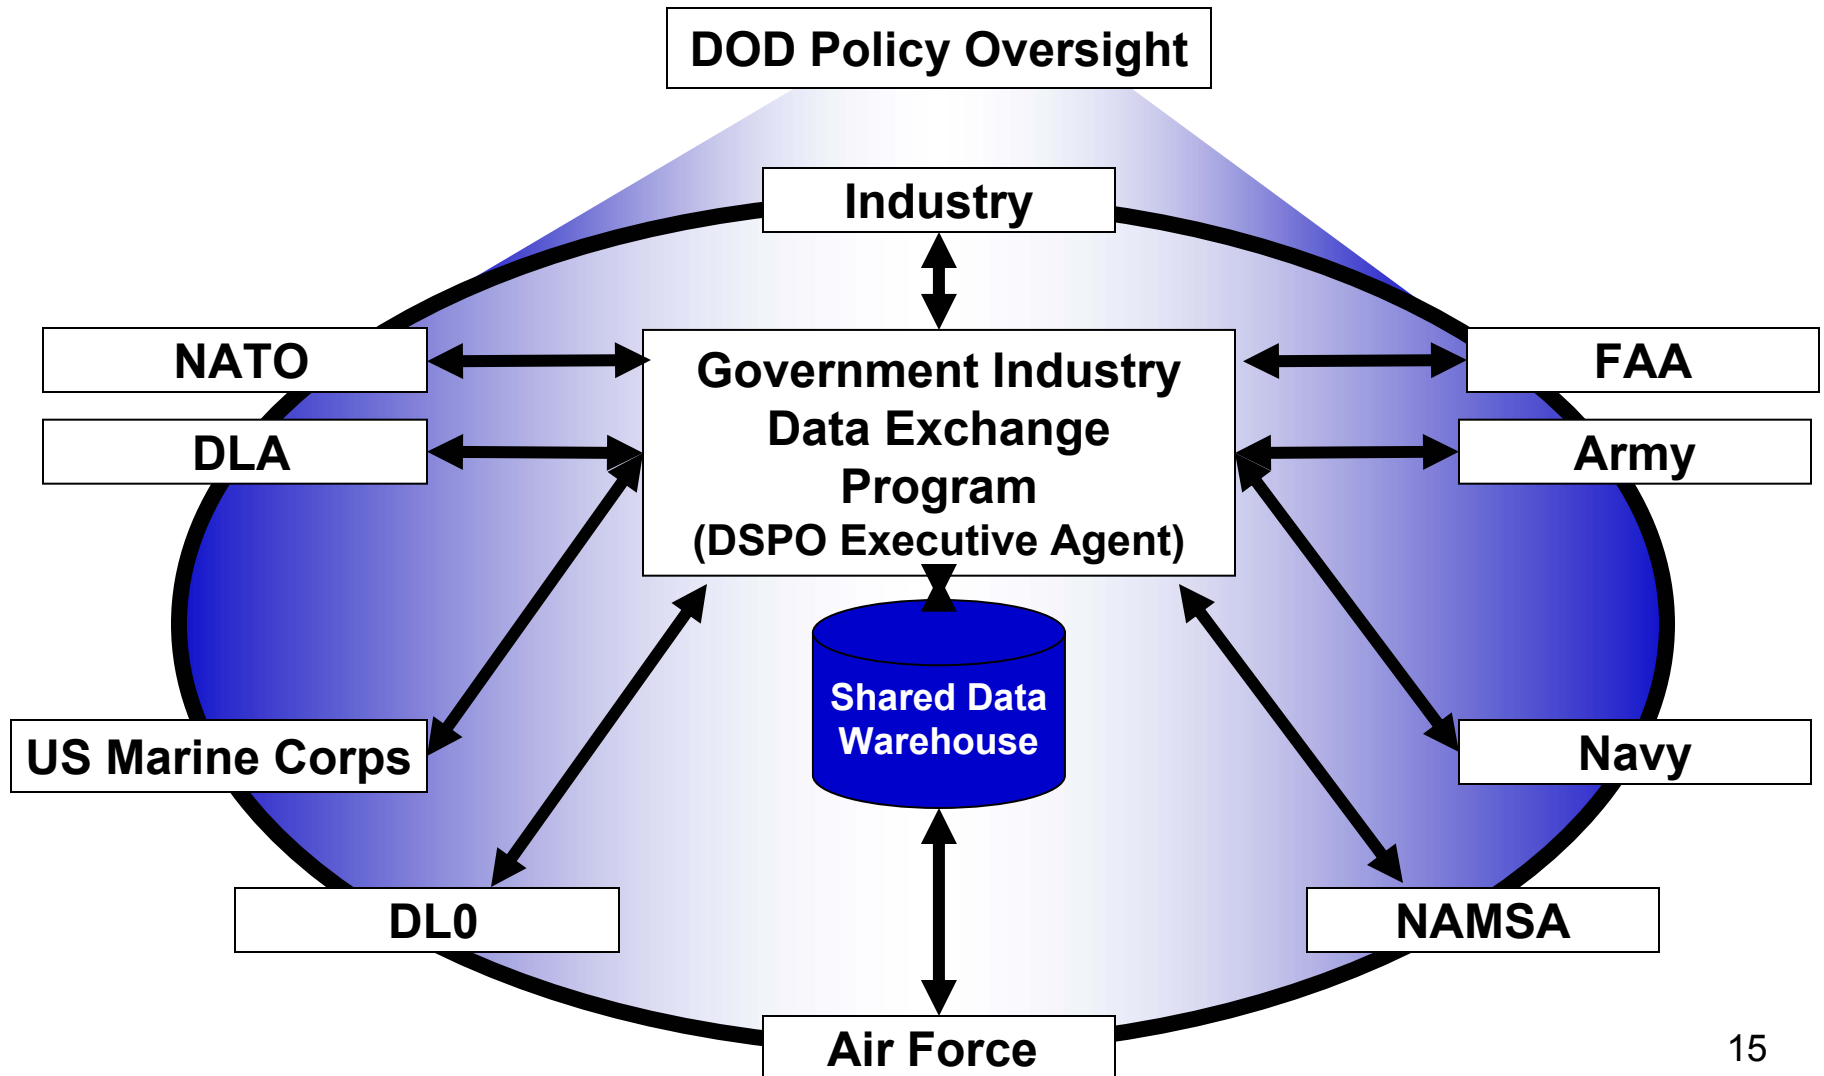 DOD Policy Oversight
Industry
NATO
FAA
Government Industry
Data Exchange
Program
(DSPO Executive Agent)
DLA
Army
Shared Data
Warehouse
US Marine Corps
Navy
DL0
NAMSA
Air Force
15